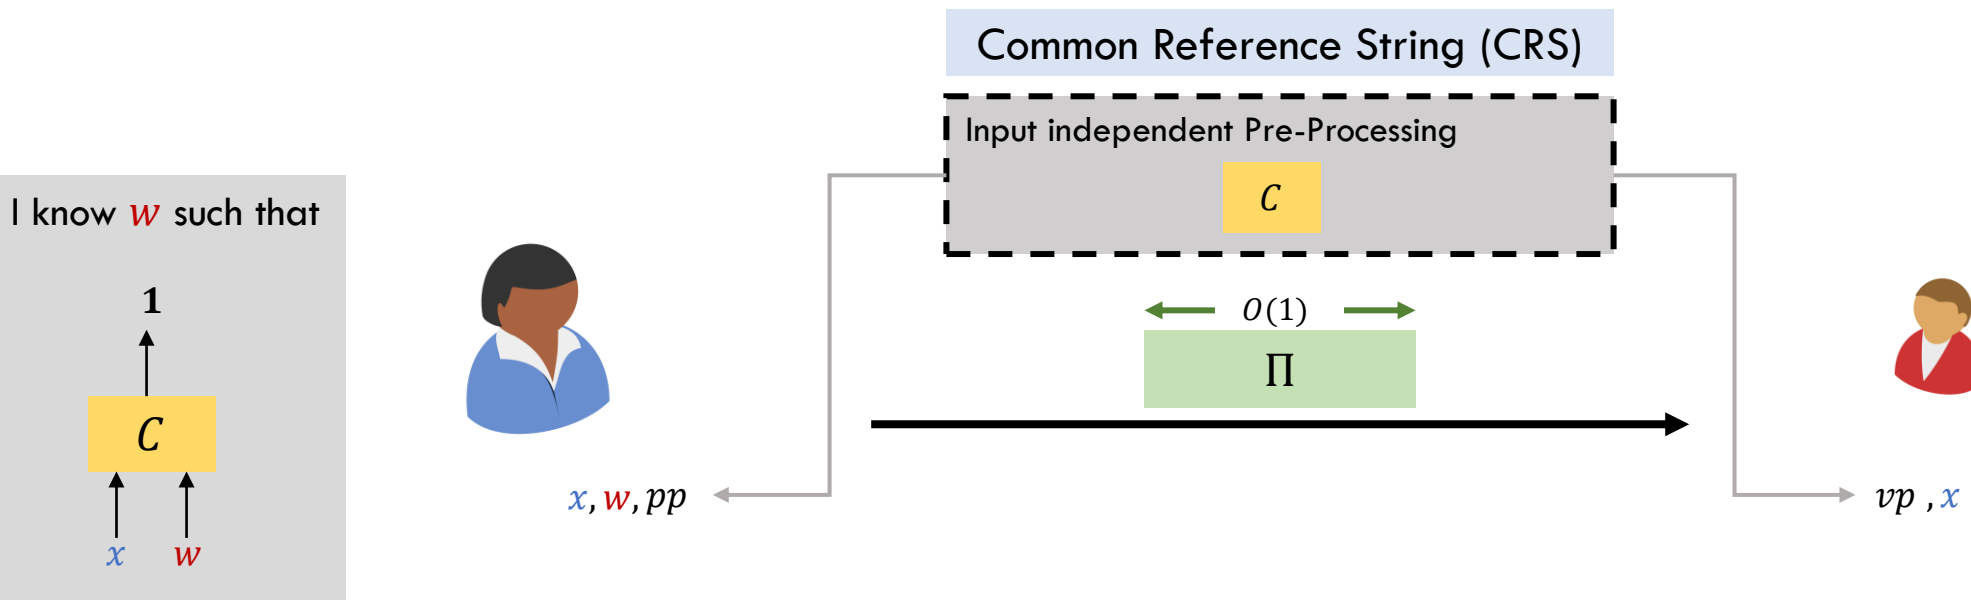 Common Reference String (CRS)
Input independent Pre-Processing
C
I know w such that
1
C
x w
O(1)
Π
x, w, pp
vp , x